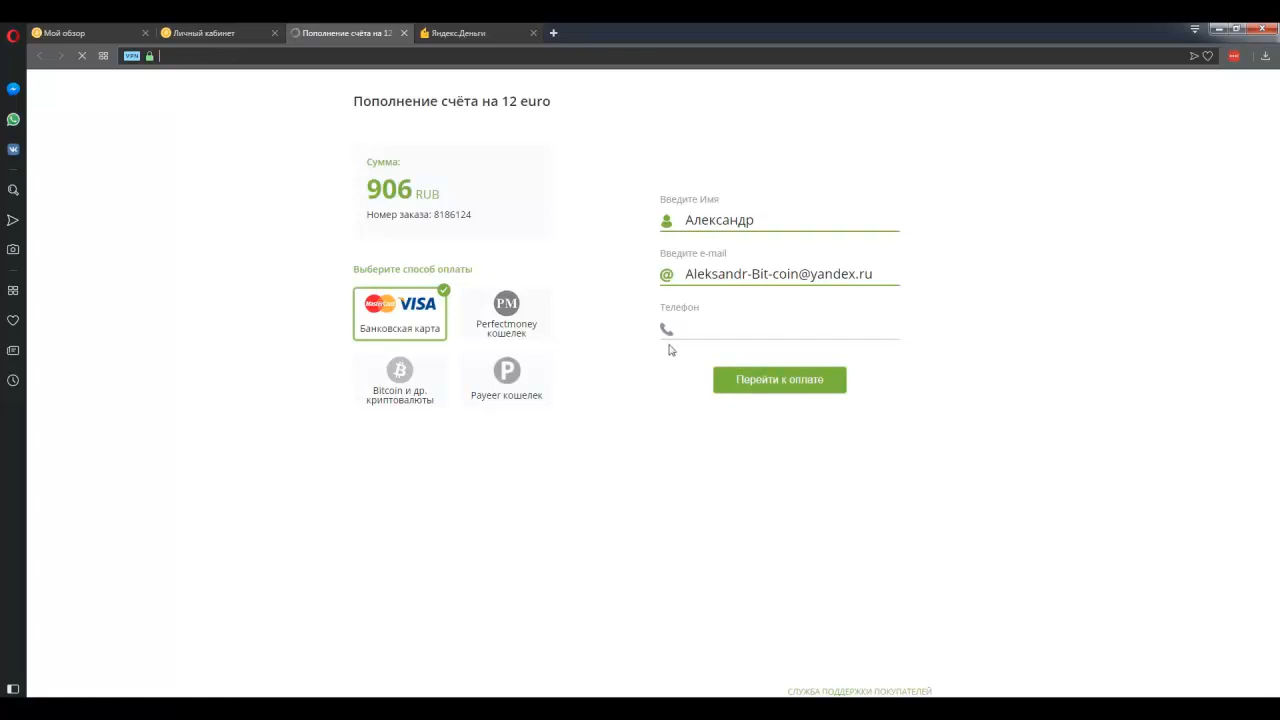 Мой обзор
Личный кабинет
Пополнение счёта на 12
Яндекс.Деньги
VPN
Пополнение счёта на 12 euro
Сумма:
906 RUB
Номер заказа: 8186124
Выберите способ оплаты
MasterCard VISA
Банковская карта
PM
Perfectmoney
кошелек
Bitcoin и др.
криптовалюты
P
Payeer кошелек
Введите Имя
Александр
Введите e-mail
@ Aleksandr-Bit-coin@yandex.ru
Телефон
Перейти к оплате
СЛУЖБА ПОДДЕРЖКИ ПОКУПАТЕЛЕЙ